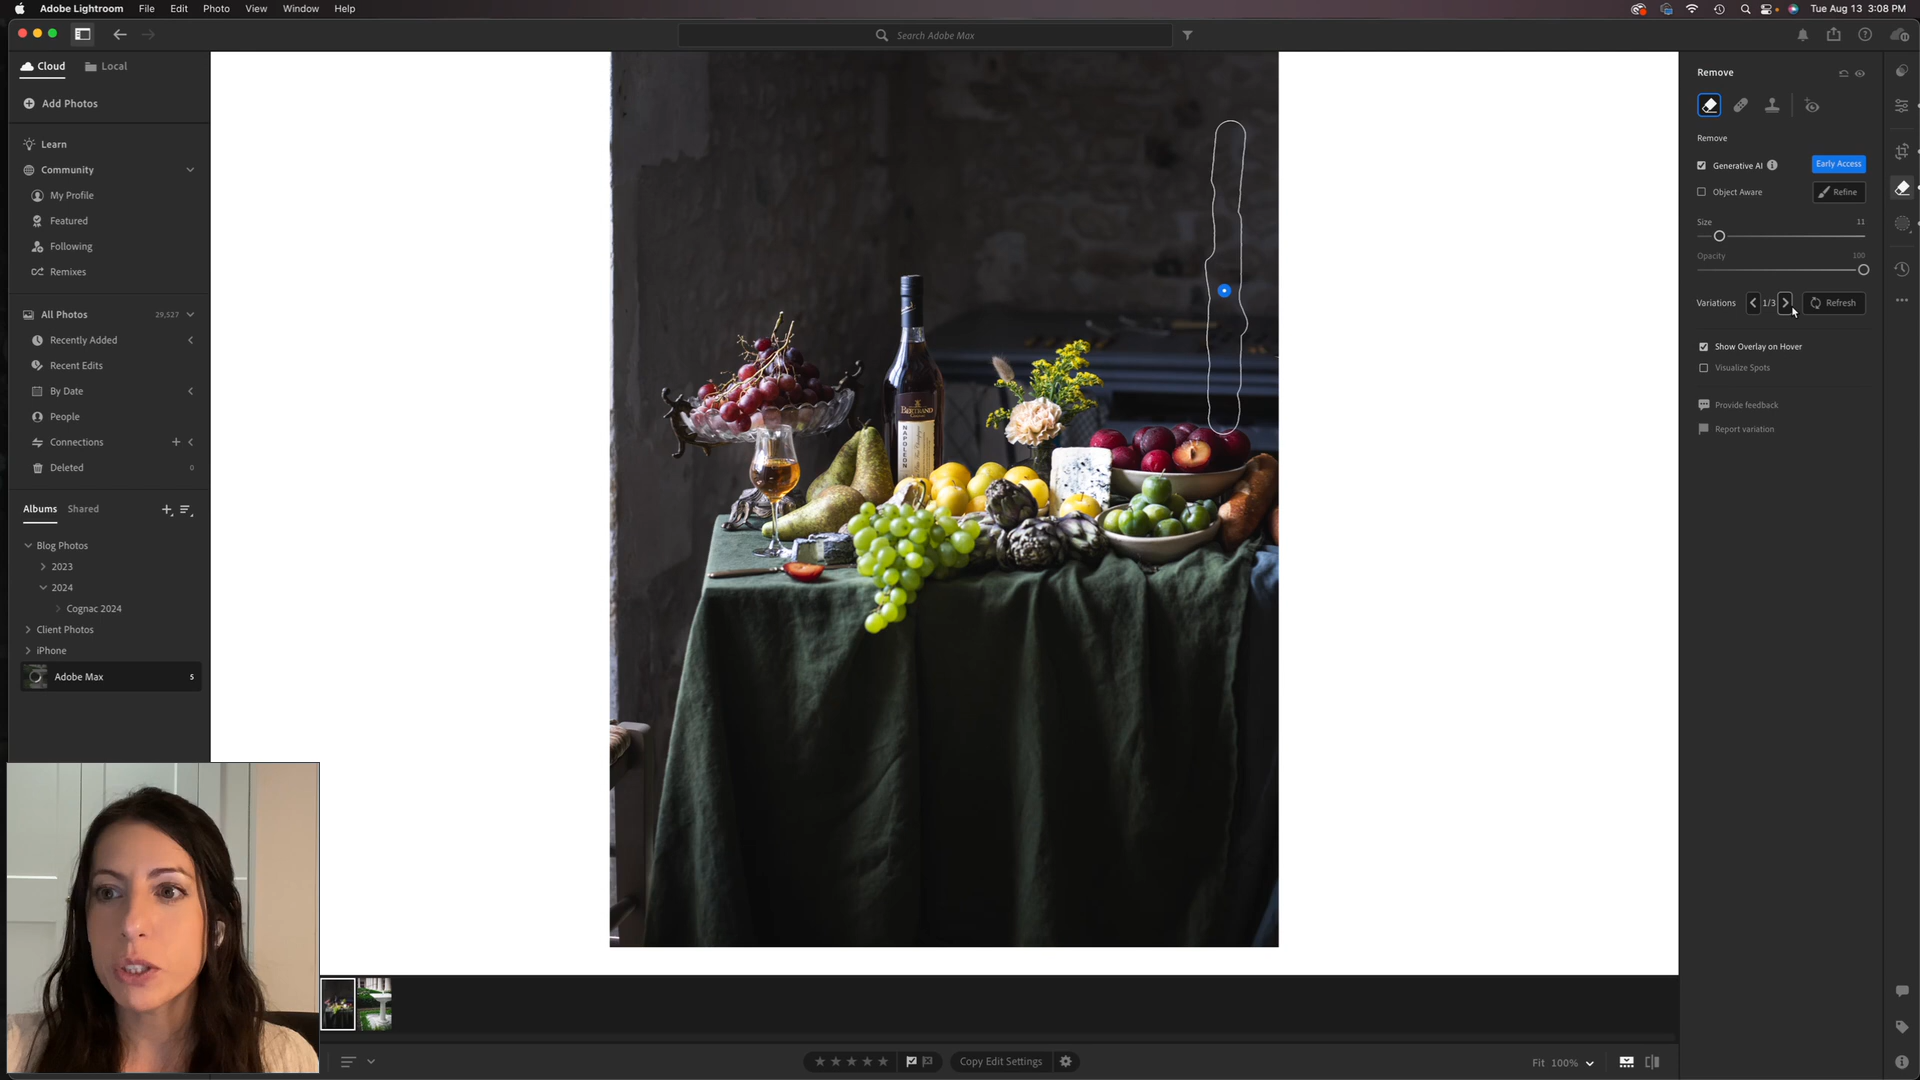 Adobe Lightroom File Edit Photo View Window Help
Tue Aug 13 3:08 PM
Search Adobe Max
Cloud Local
Add Photos
Learn
Community
My Profile
Featured
Following
Remixes
All Photos 29,527
Recently Added
Recent Edits
By Date
People
Connections
Deleted 0
Albums Shared
Blog Photos
2023
2024
Cognac 2024
Client Photos
iPhone
Adobe Max 5
BERTRAND
NAPOLEON
Remove
Remove
Generative AI Early Access
Object Aware Refine
Size 11
Opacity 100
Variations 1/3 Refresh
Show Overlay on Hover
Visualize Spots
Provide feedback
Report variation
Copy Edit Settings
Fit 100%